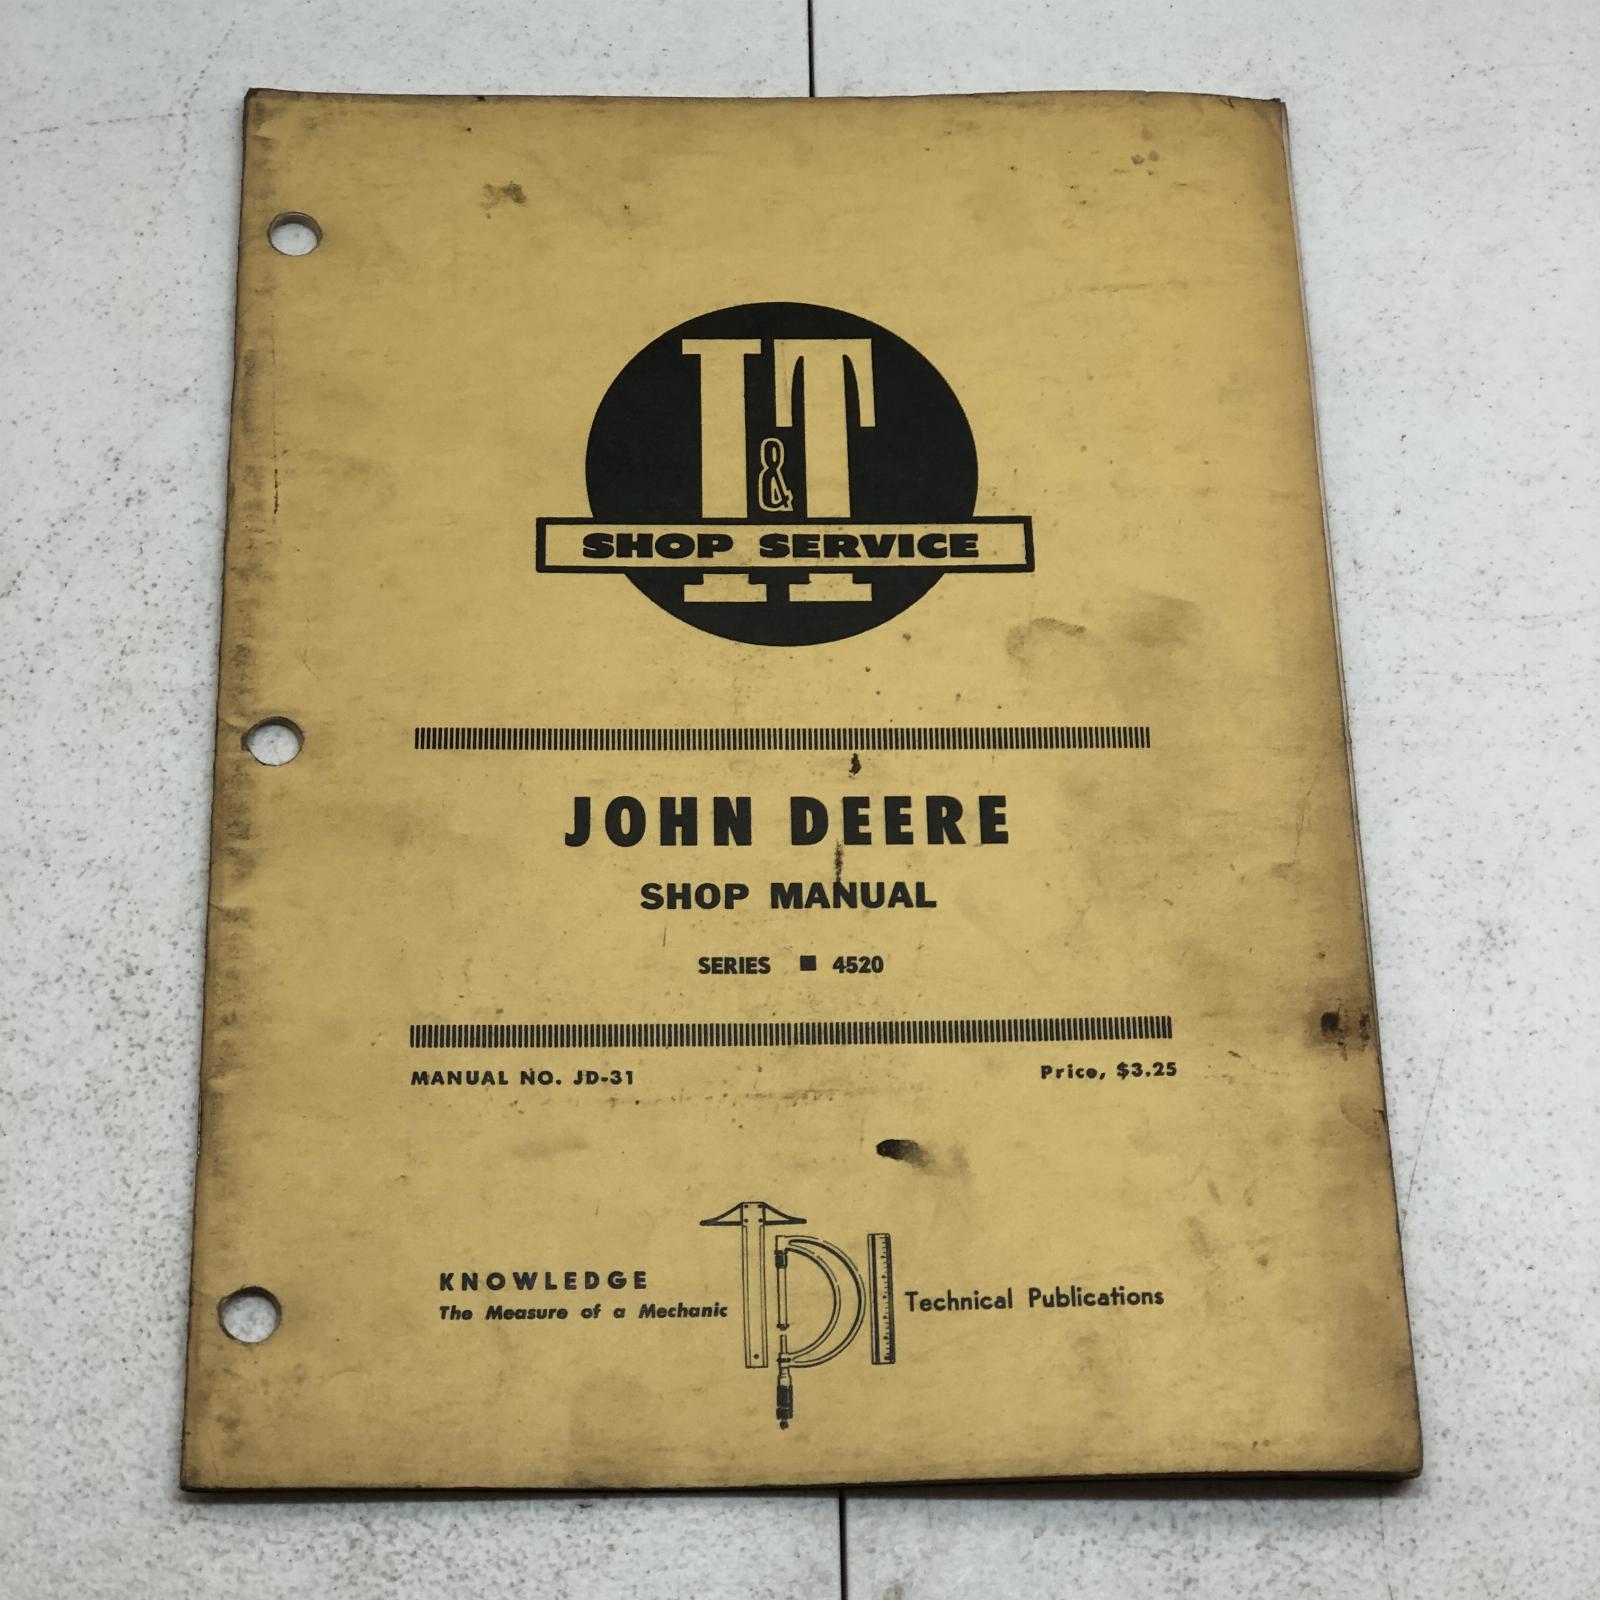 I&T
SHOP SERVICE
JOHN DEERE
SHOP MANUAL
SERIES ■ 4520
MANUAL NO. JD-31
Price, $3.25
KNOWLEDGE
The Measure of a Mechanic
TPI
Technical Publications